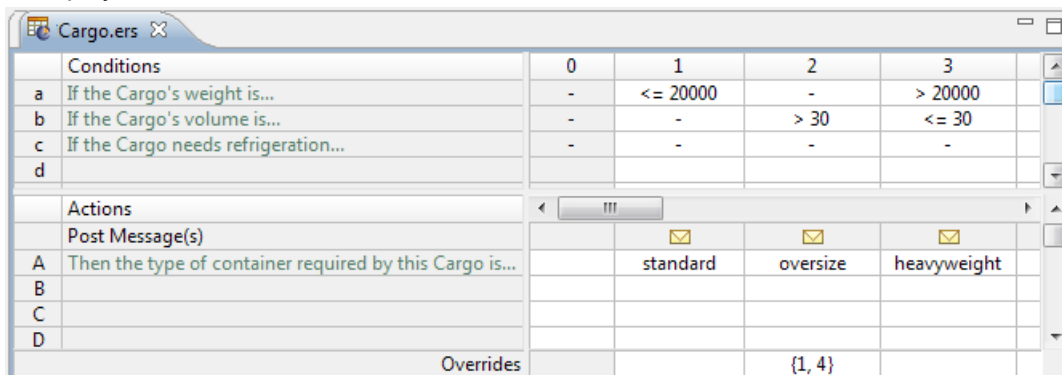 Cargo.ers
Conditions 0 1 2 3
a If the Cargo's weight is... - <= 20000 - > 20000
b If the Cargo's volume is... - - > 30 <= 30
c If the Cargo needs refrigeration... - - - -
d
Actions
Post Message(s)
A Then the type of container required by this Cargo is... standard oversize heavyweight
B
C
D
Overrides {1, 4}